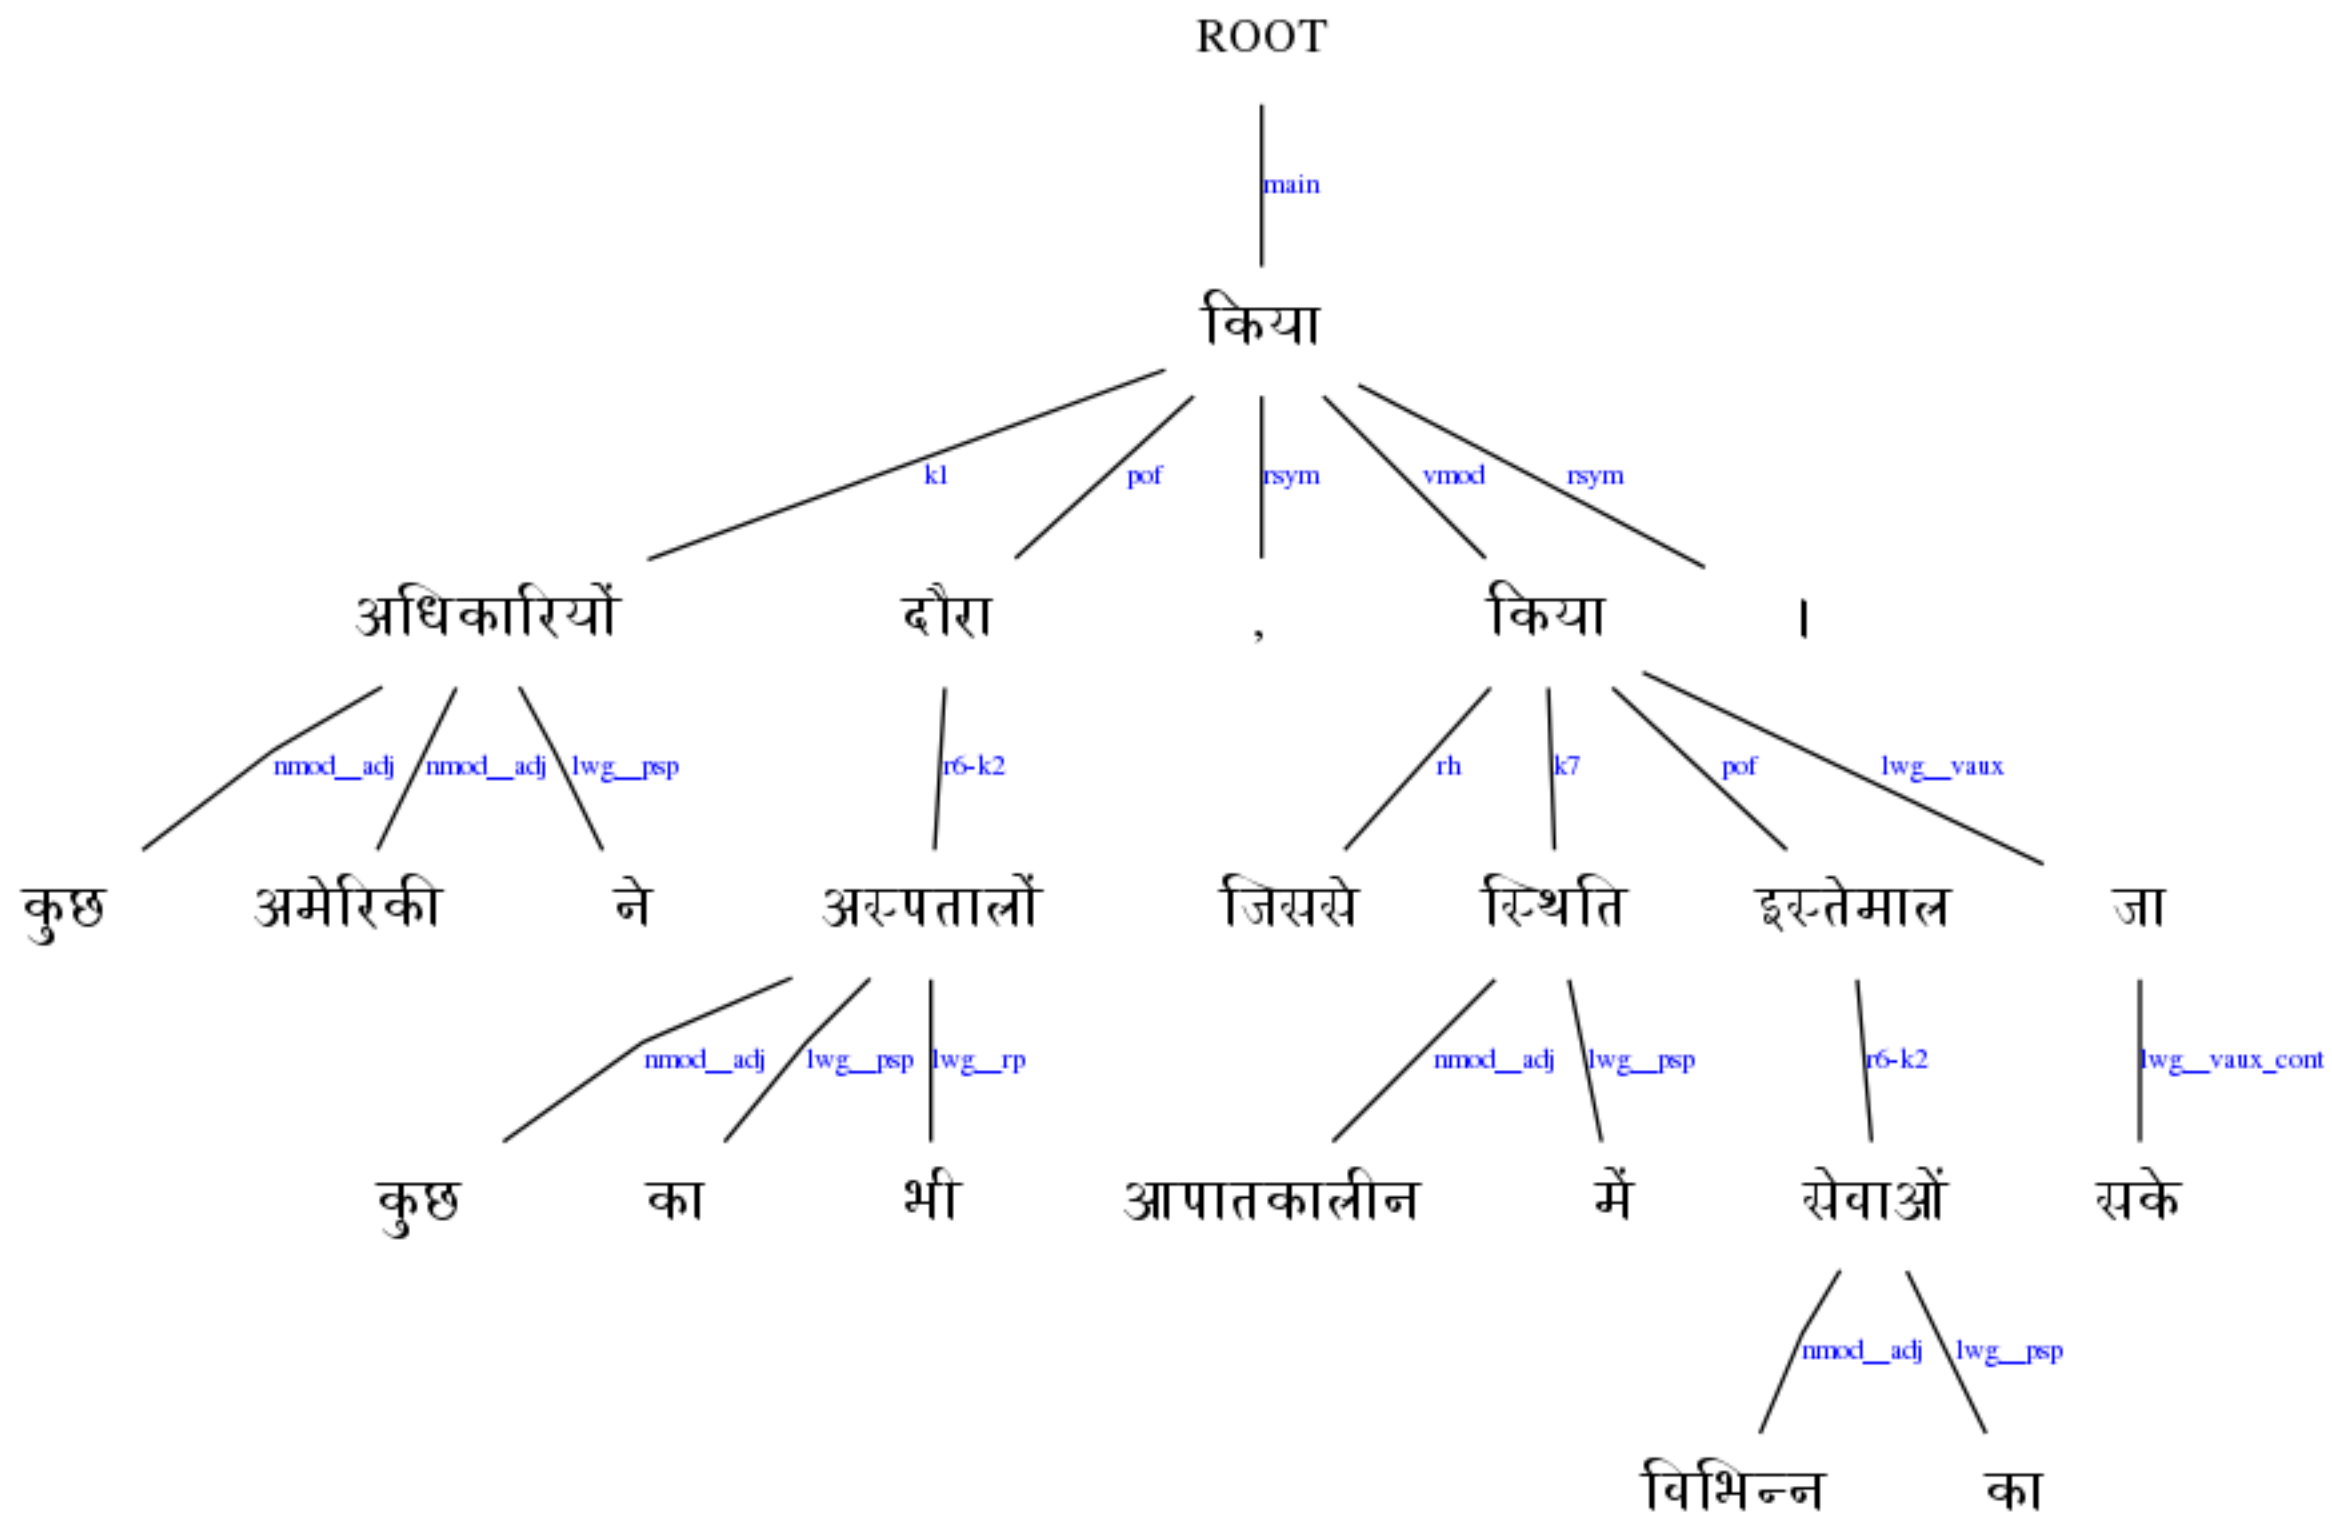 ROOT
main
किया
k1 pof rsym vmod rsym
अधिकारियों दौरा , किया ।
nmod__adj nmod__adj lwg__psp r6-k2 rh k7 pof lwg__vaux
कुछ अमेरिकी ने अस्पतालों जिससे स्थिति इस्तेमाल जा
nmod__adj lwg__psp lwg__rp nmod__adj lwg__psp r6-k2 lwg__vaux_cont
कुछ का भी आपातकालीन में सेवाओं सके
nmod__adj lwg__psp
विभिन्न का